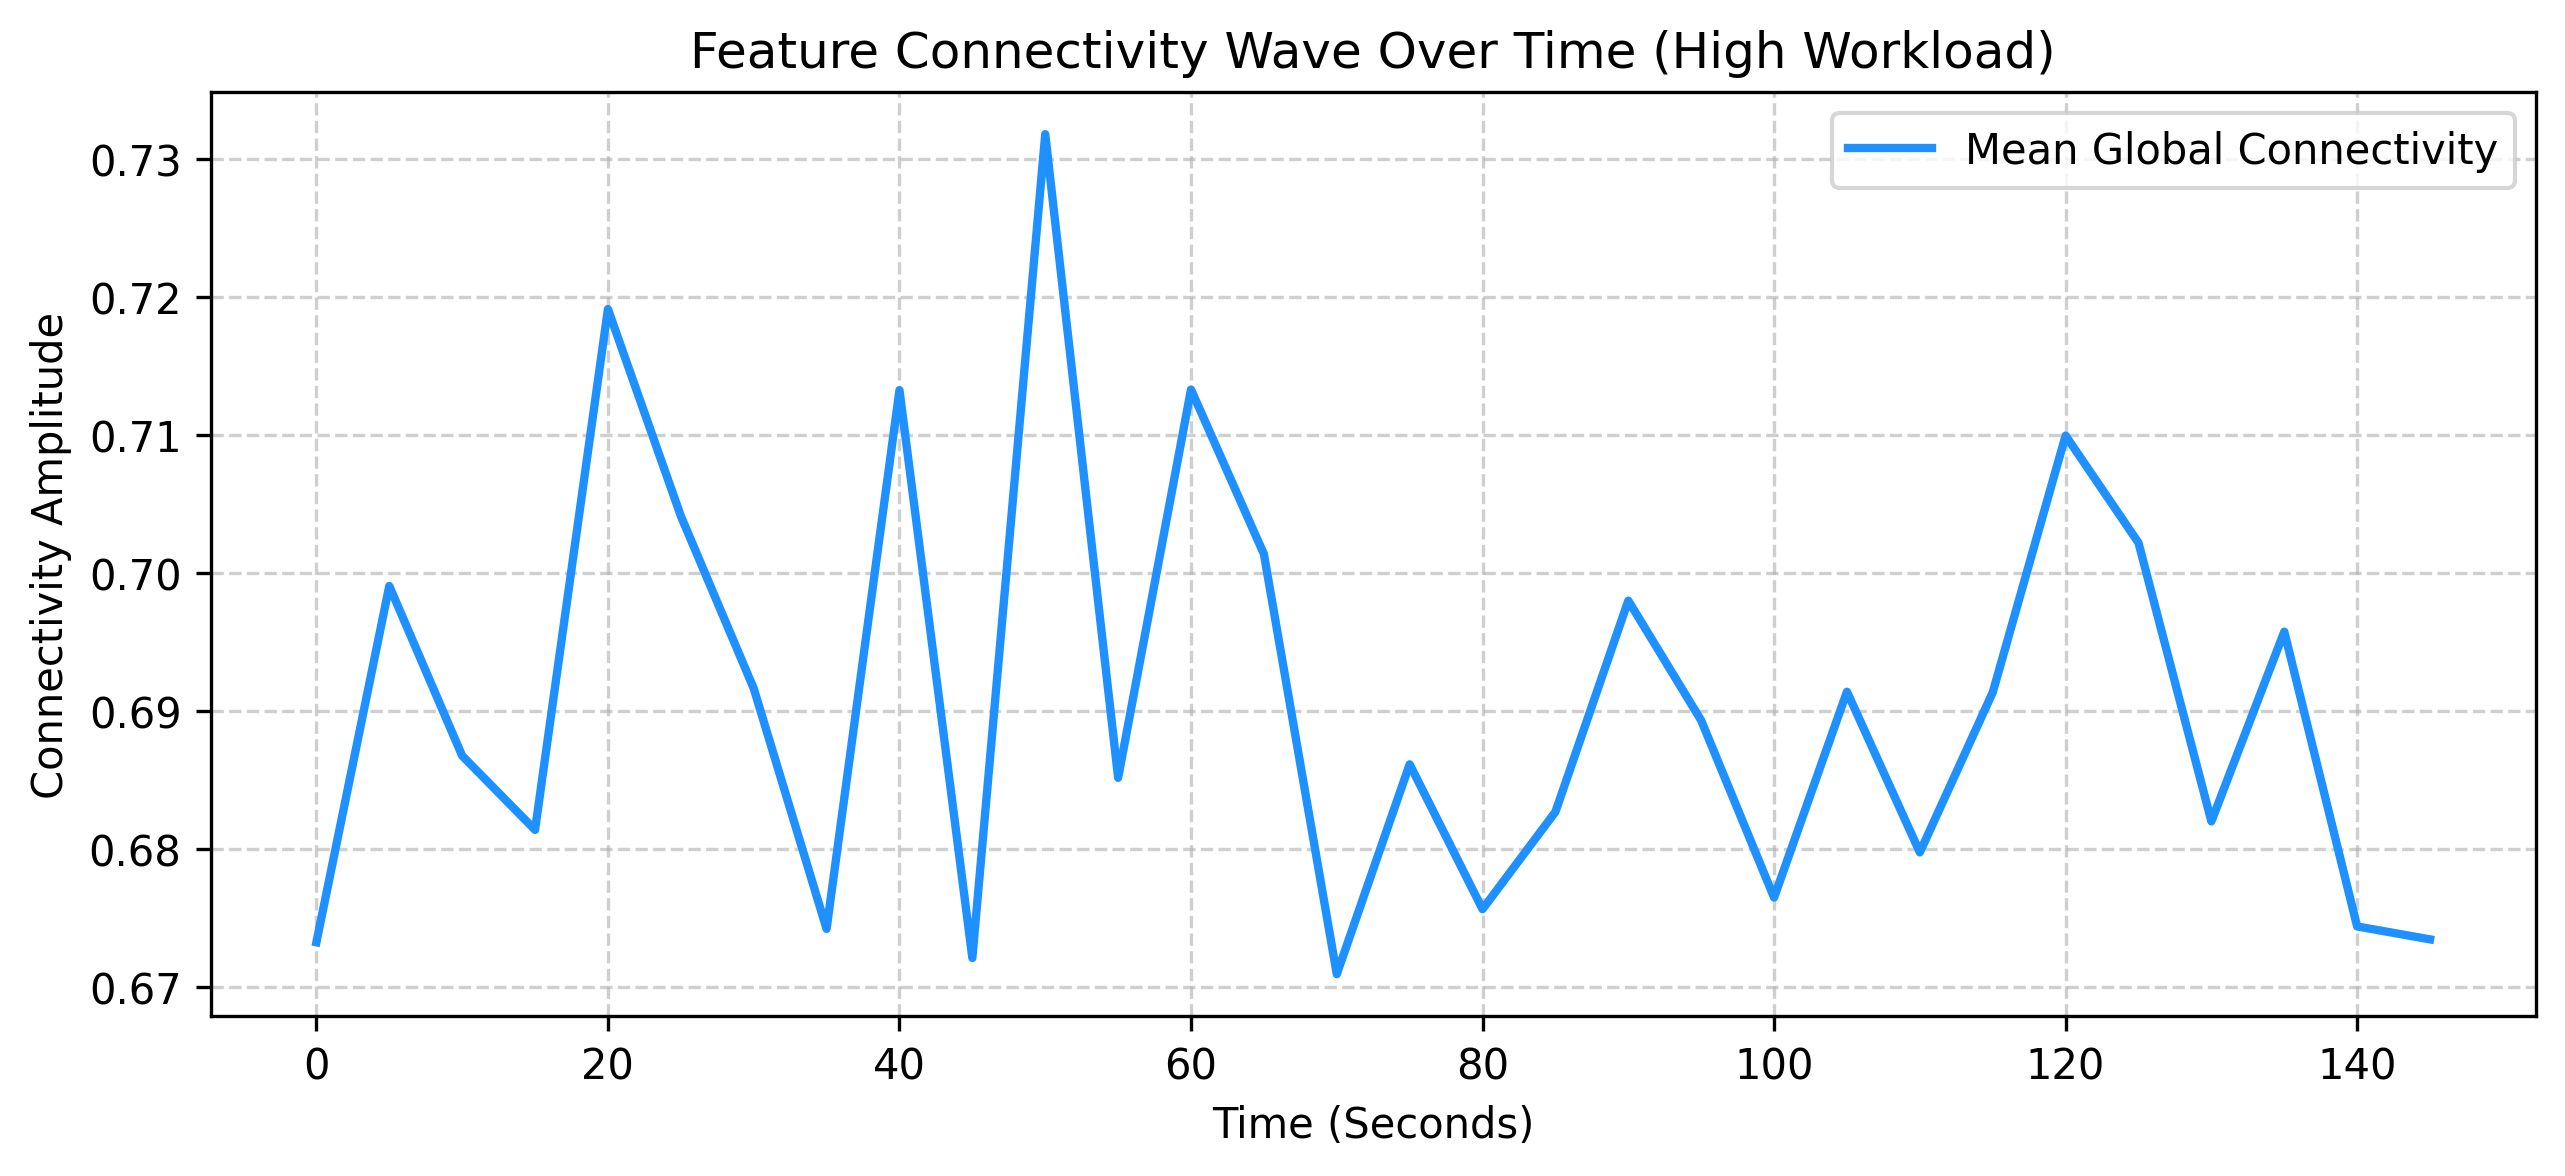 Feature Connectivity Wave Over Time (High Workload)
Mean Global Connectivity
Connectivity Amplitude
0.73
0.72
0.71
0.70
0.69
0.68
0.67
0 20 40 60 80 100 120 140
Time (Seconds)